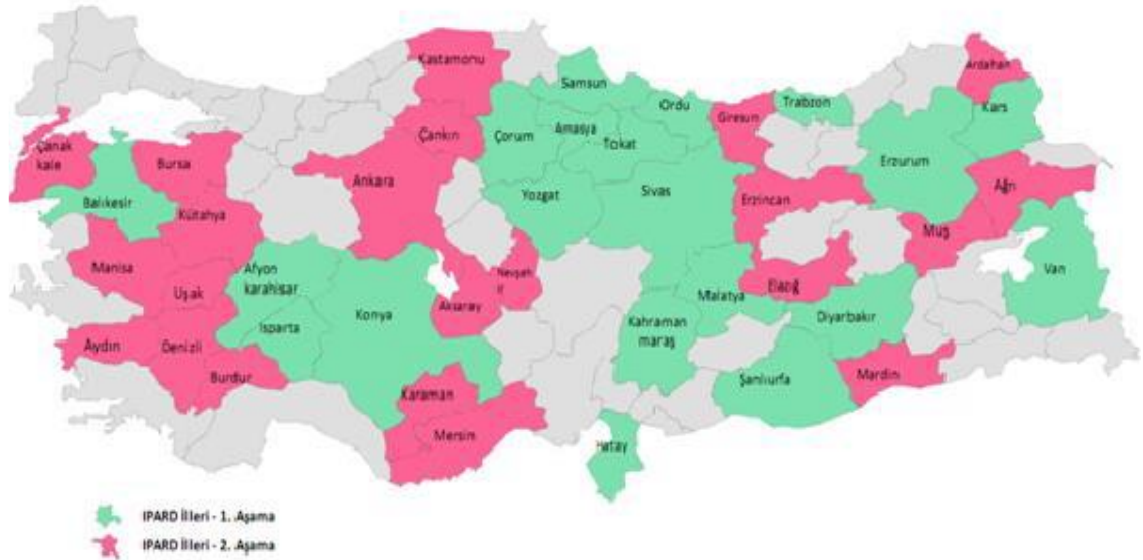 Kastamonu
Samsun
Ardahan
Ordu
Trabzon
Kars
Çankırı
Çorum
Amasya
Tokat
Giresun
Çanak
kale
Bursa
Erzurum
Ankara
Yozgat
Sivas
Erzincan
Ağrı
Balıkesir
Kütahya
Muş
Manisa
Afyon
karahisar
Nevşeh
ir
Elazığ
Van
Uşak
Aksaray
Malatya
Isparta
Konya
Kahraman
maraş
Diyarbakır
Aydın
Denizli
Burdur
Karaman
Şanlıurfa
Mardin
Mersin
Hatay
IPARD İlleri - 1. .Aşama
IPARD İlleri - 2. .Aşama